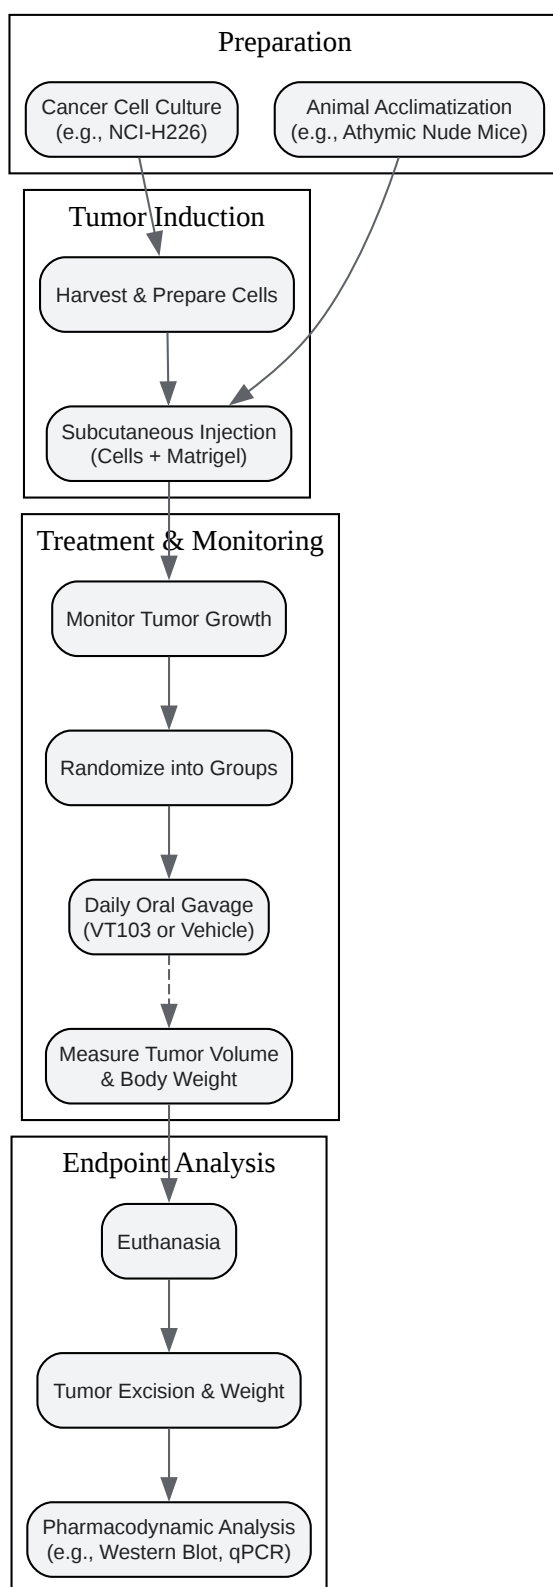 Preparation
Cancer Cell Culture
(e.g., NCI-H226)
Animal Acclimatization
(e.g., Athymic Nude Mice)
Tumor Induction
Harvest & Prepare Cells
Subcutaneous Injection
(Cells + Matrigel)
Treatment & Monitoring
Monitor Tumor Growth
Randomize into Groups
Daily Oral Gavage
(VT103 or Vehicle)
Measure Tumor Volume
& Body Weight
Endpoint Analysis
Euthanasia
Tumor Excision & Weight
Pharmacodynamic Analysis
(e.g., Western Blot, qPCR)